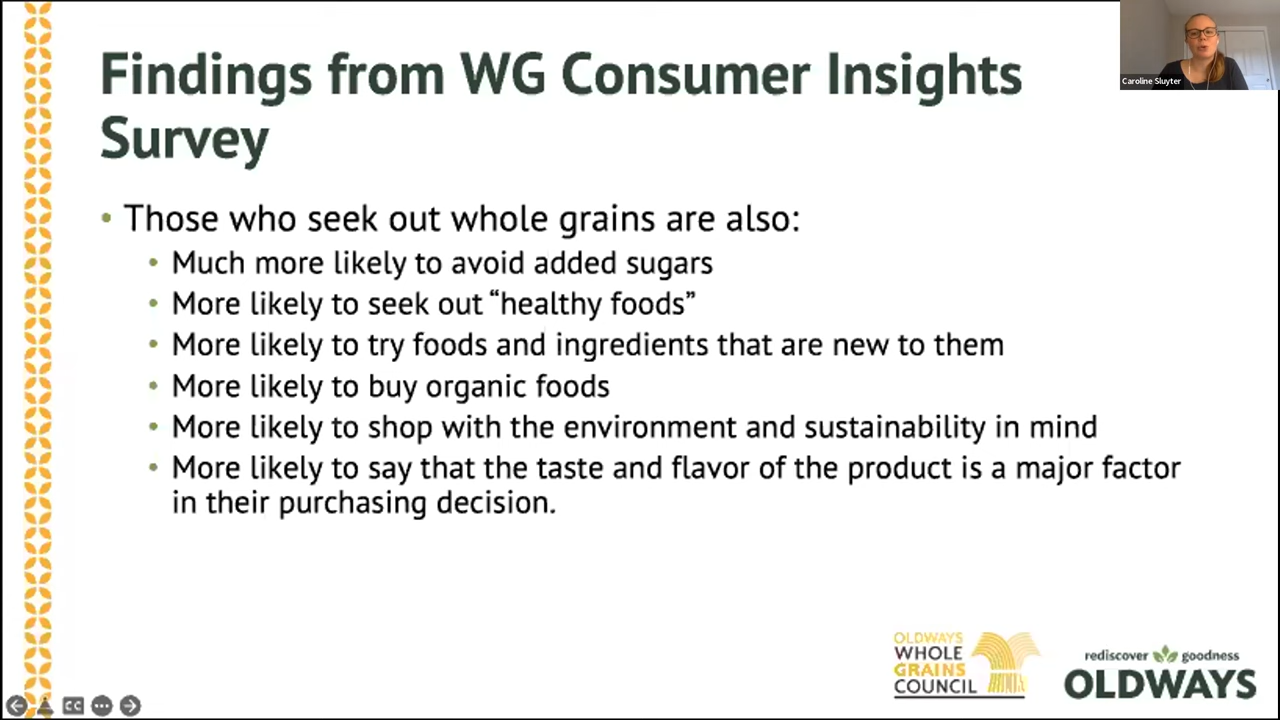 Findings from WG Consumer Insights
Survey
Caroline Sluyter
• Those who seek out whole grains are also:
• Much more likely to avoid added sugars
• More likely to seek out “healthy foods”
• More likely to try foods and ingredients that are new to them
• More likely to buy organic foods
• More likely to shop with the environment and sustainability in mind
• More likely to say that the taste and flavor of the product is a major factor
in their purchasing decision.
OLDWAYS
WHOLE
GRAINS
COUNCIL
rediscover goodness
OLDWAYS
CC